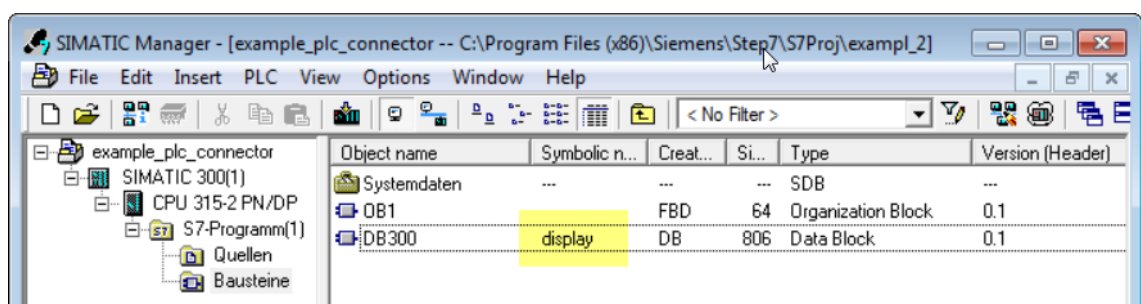 SIMATIC Manager - [example_plc_connector -- C:\Program Files (x86)\Siemens\Step7\S7Proj\exampl_2]
File Edit Insert PLC View Options Window Help
< No Filter >
example_plc_connector
SIMATIC 300(1)
CPU 315-2 PN/DP
S7-Programm(1)
Quellen
Bausteine
Object name Symbolic n... Creat... Si... Type Version (Header)
Systemdaten --- --- --- SDB ---
OB1 FBD 64 Organization Block 0.1
DB300 display DB 806 Data Block 0.1